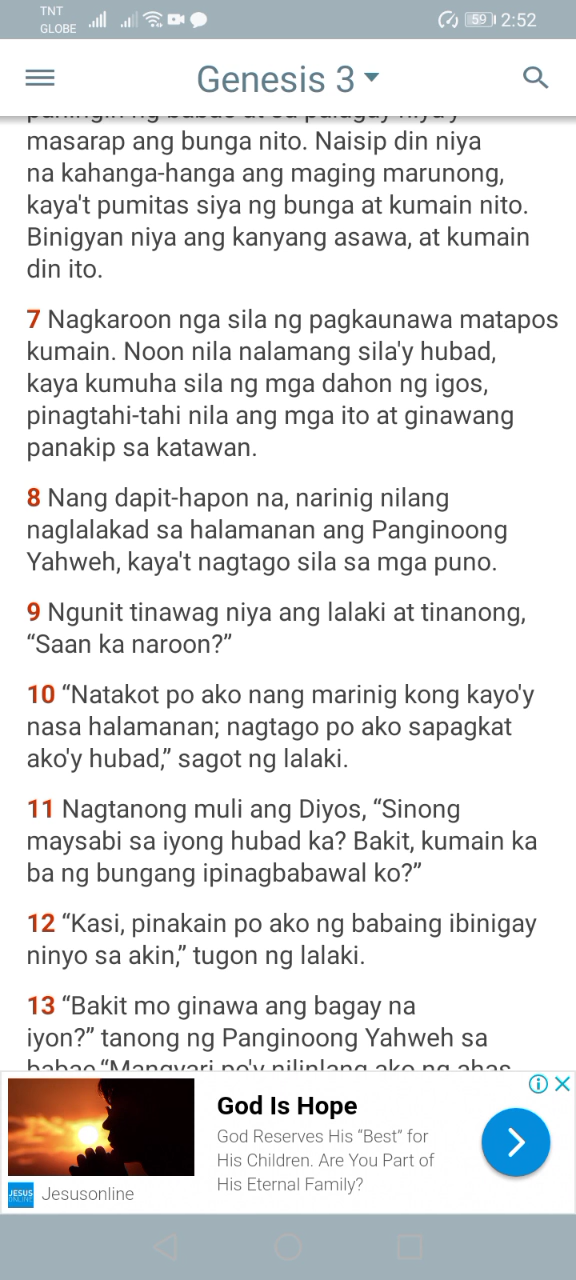 TNT
GLOBE
59 2:52
Genesis 3
masarap ang bunga nito. Naisip din niya
na kahanga-hanga ang maging marunong,
kaya't pumitas siya ng bunga at kumain nito.
Binigyan niya ang kanyang asawa, at kumain
din ito.
7 Nagkaroon nga sila ng pagkaunawa matapos
kumain. Noon nila nalamang sila'y hubad,
kaya kumuha sila ng mga dahon ng igos,
pinagtahi-tahi nila ang mga ito at ginawang
panakip sa katawan.
8 Nang dapit-hapon na, narinig nilang
naglalakad sa halamanan ang Panginoong
Yahweh, kaya't nagtago sila sa mga puno.
9 Ngunit tinawag niya ang lalaki at tinanong,
“Saan ka naroon?”
10 “Natakot po ako nang marinig kong kayo'y
nasa halamanan; nagtago po ako sapagkat
ako'y hubad,” sagot ng lalaki.
11 Nagtanong muli ang Diyos, “Sinong
maysabi sa iyong hubad ka? Bakit, kumain ka
ba ng bungang ipinagbabawal ko?”
12 “Kasi, pinakain po ako ng babaing ibinigay
ninyo sa akin,” tugon ng lalaki.
13 “Bakit mo ginawa ang bagay na
iyon?” tanong ng Panginoong Yahweh sa
babae “Mangyari po'y nilinlang ako ng ahas
God Is Hope
God Reserves His “Best” for
His Children. Are You Part of
His Eternal Family?
JESUS
ONLINE
Jesusonline